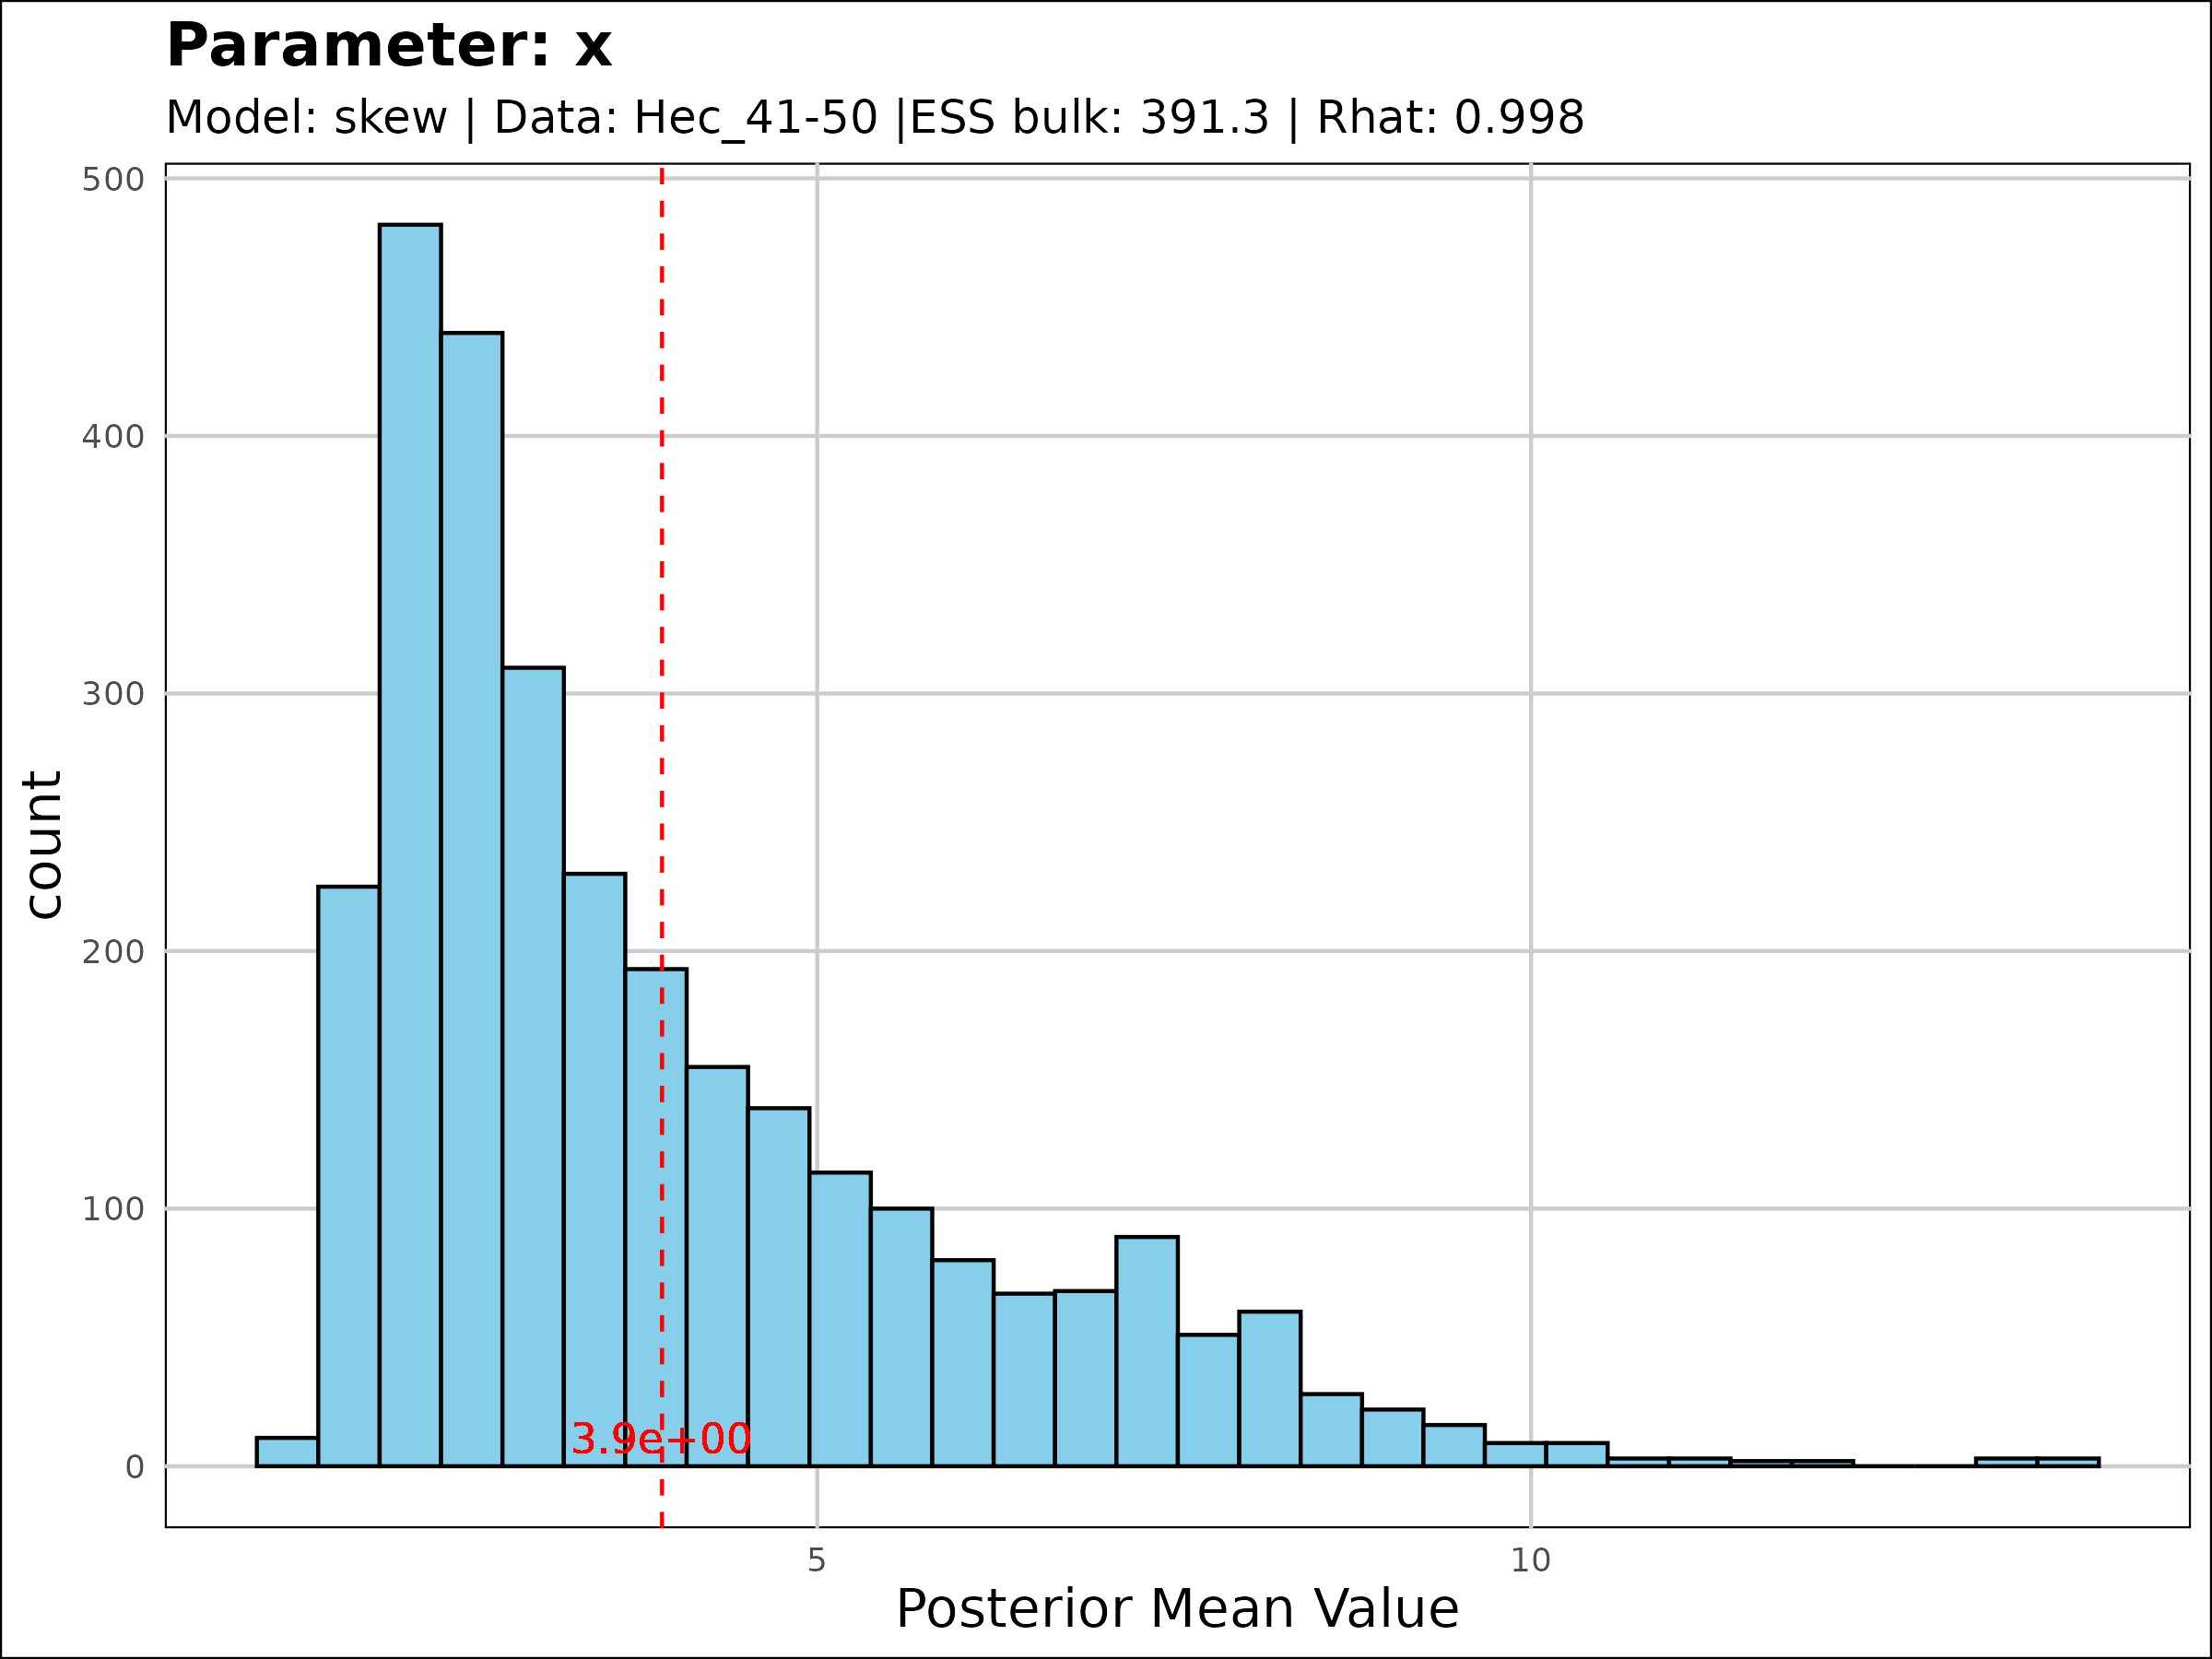 Parameter: x
Model: skew | Data: Hec_41-50 |ESS bulk: 391.3 | Rhat: 0.998
500
400
300
200
100
0
count
3.9e+00
5
10
Posterior Mean Value